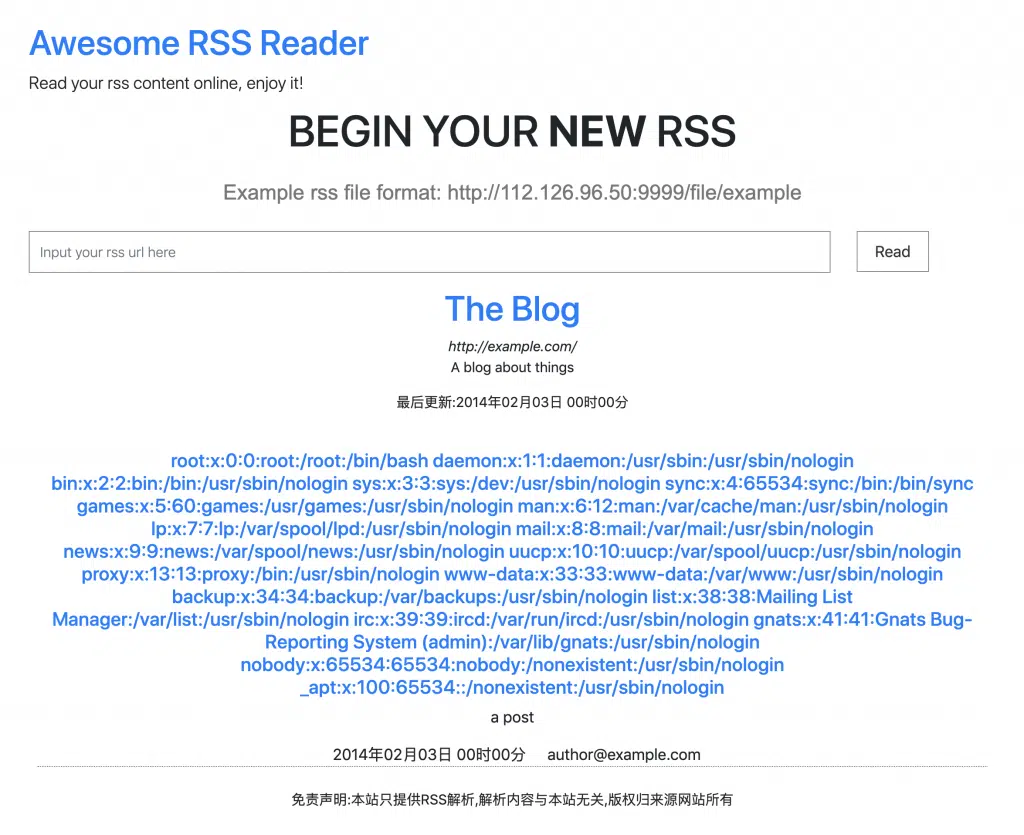 Awesome RSS Reader
Read your rss content online, enjoy it!
BEGIN YOUR NEW RSS
Example rss file format: http://112.126.96.50:9999/file/example
Input your rss url here
Read
The Blog
http://example.com/
A blog about things
最后更新:2014年02月03日 00时00分
root:x:0:0:root:/root:/bin/bash daemon:x:1:1:daemon:/usr/sbin:/usr/sbin/nologin
bin:x:2:2:bin:/bin:/usr/sbin/nologin sys:x:3:3:sys:/dev:/usr/sbin/nologin sync:x:4:65534:sync:/bin:/bin/sync
games:x:5:60:games:/usr/games:/usr/sbin/nologin man:x:6:12:man:/var/cache/man:/usr/sbin/nologin
lp:x:7:7:lp:/var/spool/lpd:/usr/sbin/nologin mail:x:8:8:mail:/var/mail:/usr/sbin/nologin
news:x:9:9:news:/var/spool/news:/usr/sbin/nologin uucp:x:10:10:uucp:/var/spool/uucp:/usr/sbin/nologin
proxy:x:13:13:proxy:/bin:/usr/sbin/nologin www-data:x:33:33:www-data:/var/www:/usr/sbin/nologin
backup:x:34:34:backup:/var/backups:/usr/sbin/nologin list:x:38:38:Mailing List
Manager:/var/list:/usr/sbin/nologin irc:x:39:39:ircd:/var/run/ircd:/usr/sbin/nologin gnats:x:41:41:Gnats Bug-
Reporting System (admin):/var/lib/gnats:/usr/sbin/nologin
nobody:x:65534:65534:nobody:/nonexistent:/usr/sbin/nologin
_apt:x:100:65534::/nonexistent:/usr/sbin/nologin
a post
2014年02月03日 00时00分 author@example.com
免责声明:本站只提供RSS解析,解析内容与本站无关,版权归来源网站所有